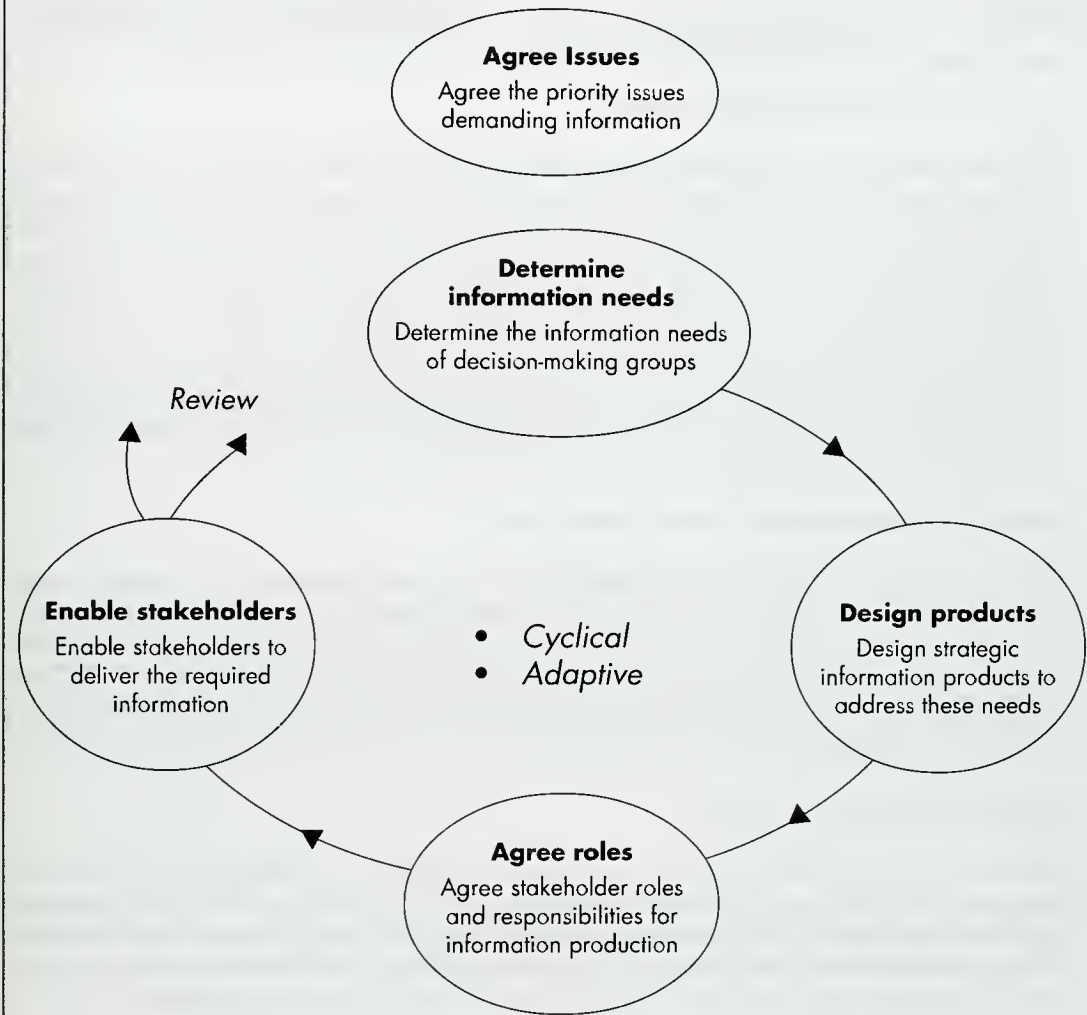 Agree Issues
Agree the priority issues
demanding information
Determine
information needs
Determine the information needs
of decision-making groups
Review
Enable stakeholders
Enable stakeholders to
deliver the required
information
• Cyclical
• Adaptive
Design products
Design strategic
information products to
address these needs
Agree roles
Agree stakeholder roles
and responsibilities for
information production